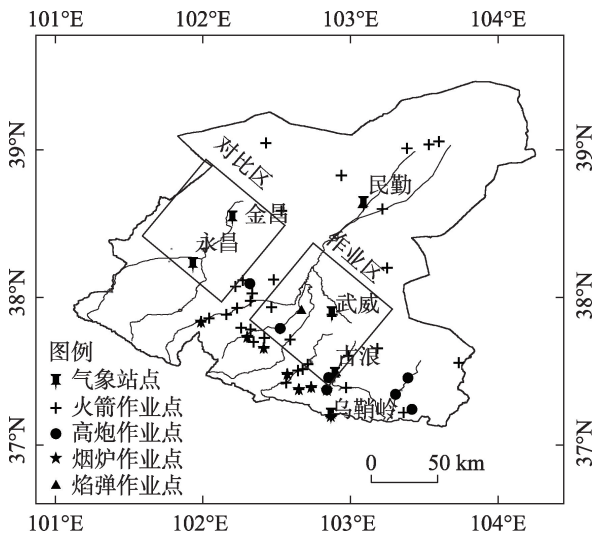 101°E 102°E 103°E 104°E
39°N 39°N
对比区
民勤
金昌
作业区
永昌
38°N 38°N
武威
图例
古浪
气象站点
火箭作业点
乌鞘岭
高炮作业点
37°N 37°N
烟炉作业点
0 50 km
焰弹作业点
101°E 102°E 103°E 104°E